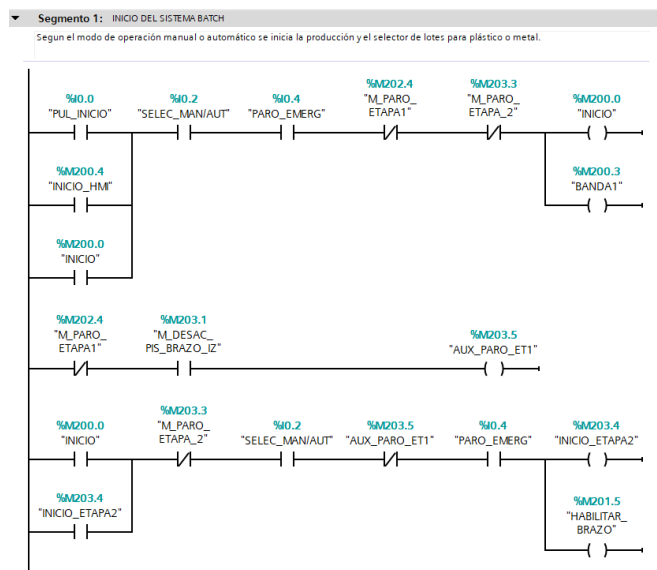 Segmento 1: INICIO DEL SISTEMA BATCH
Segun el modo de operación manual o automático se inicia la producción y el selector de lotes para plástico o metal.
%I0.0
"PUL_INICIO"
%I0.2
"SELEC_MAN/AUT"
%I0.4
"PARO_EMERG"
%M202.4
"M_PARO_
ETAPA1"
%M203.3
"M_PARO_
ETAPA_2"
%M200.0
"INICIO"
%M200.4
"INICIO_HMI"
%M200.3
"BANDA1"
%M200.0
"INICIO"
%M202.4
"M_PARO_
ETAPA1"
%M203.1
"M_DESAC_
PIS_BRAZO_IZ"
%M203.5
"AUX_PARO_ET1"
%M200.0
"INICIO"
%M203.3
"M_PARO_
ETAPA_2"
%I0.2
"SELEC_MAN/AUT"
%M203.5
"AUX_PARO_ET1"
%I0.4
"PARO_EMERG"
%M203.4
"INICIO_ETAPA2"
%M203.4
"INICIO_ETAPA2"
%M201.5
"HABILITAR_
BRAZO"